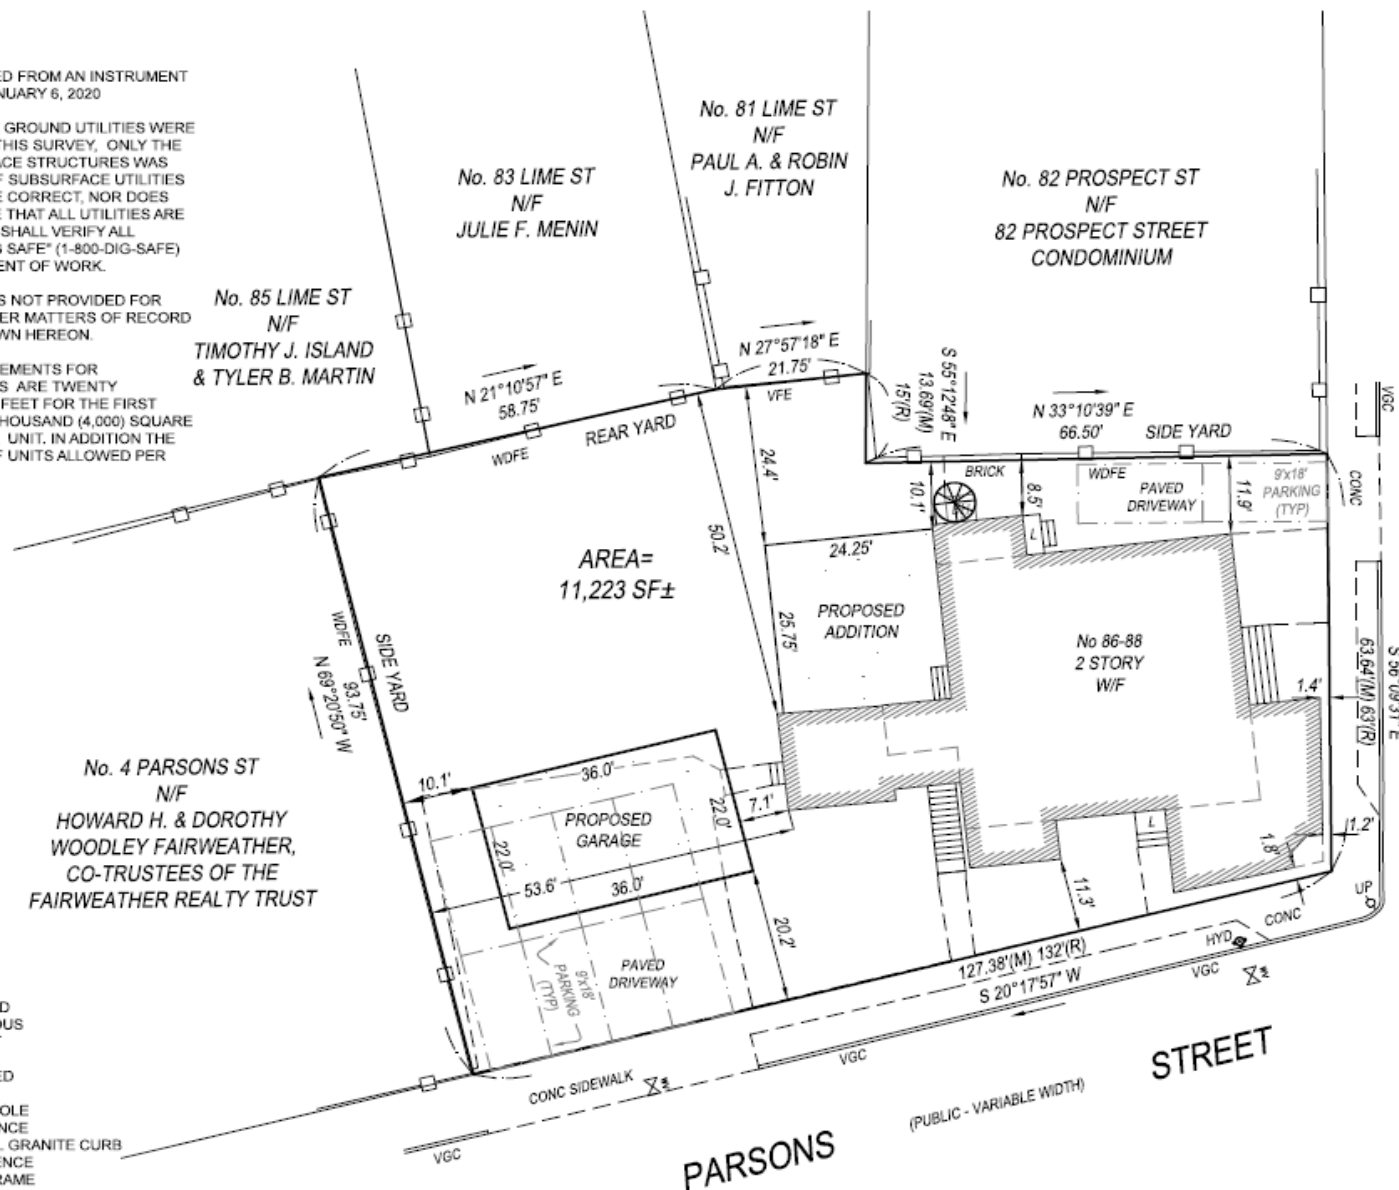 ED FROM AN INSTRUMENT
NUARY 6, 2020
GROUND UTILITIES WERE
THIS SURVEY, ONLY THE
ACE STRUCTURES WAS
F SUBSURFACE UTILITIES
E CORRECT, NOR DOES
E THAT ALL UTILITIES ARE
SHALL VERIFY ALL
G SAFE" (1-800-DIG-SAFE)
ENT OF WORK.
S NOT PROVIDED FOR
ER MATTERS OF RECORD
WN HEREON.
EMENTS FOR
S ARE TWENTY
FEET FOR THE FIRST
HOUSAND (4,000) SQUARE
UNIT. IN ADDITION THE
F UNITS ALLOWED PER
No. 85 LIME ST
N/F
TIMOTHY J. ISLAND
& TYLER B. MARTIN
No. 83 LIME ST
N/F
JULIE F. MENIN
No. 81 LIME ST
N/F
PAUL A. & ROBIN
J. FITTON
No. 82 PROSPECT ST
N/F
82 PROSPECT STREET
CONDOMINIUM
N 21°10'57" E
58.75'
N 27°57'18" E
21.75'
VFE
S 55°12'48" E
13.69'(M)
15'(R)
N 33°10'39" E
66.50'
SIDE YARD
VGC
REAR YARD
WDFE
BRICK
WDFE
PAVED
DRIVEWAY
9'x18'
PARKING
(TYP)
CONC
24.4'
50.2'
10.1'
8.5'
11.9'
L
24.25'
AREA=
11,223 SF±
25.75'
PROPOSED
ADDITION
No 86-88
2 STORY
W/F
1.4'
63.64'(M) 63'(R)
S 56°09'31" E
WDFE
SIDE YARD
93.75'
N 69°20'50" W
No. 4 PARSONS ST
N/F
HOWARD H. & DOROTHY
WOODLEY FAIRWEATHER,
CO-TRUSTEES OF THE
FAIRWEATHER REALTY TRUST
10.1'
36.0'
22.0'
7.1'
PROPOSED
GARAGE
22.0'
53.6'
36.0'
L
1.8'
1.2'
11.3'
20.2'
UP
CONC
HYD
VGC
PAVED
DRIVEWAY
9'x18'
PARKING
(TYP)
127.38'(M) 132'(R)
S 20°17'57" W
D
OUS
ED
OLE
NCE
L GRANITE CURB
ENCE
RAME
CONC SIDEWALK
VGC
VGC
PARSONS
STREET
(PUBLIC - VARIABLE WIDTH)